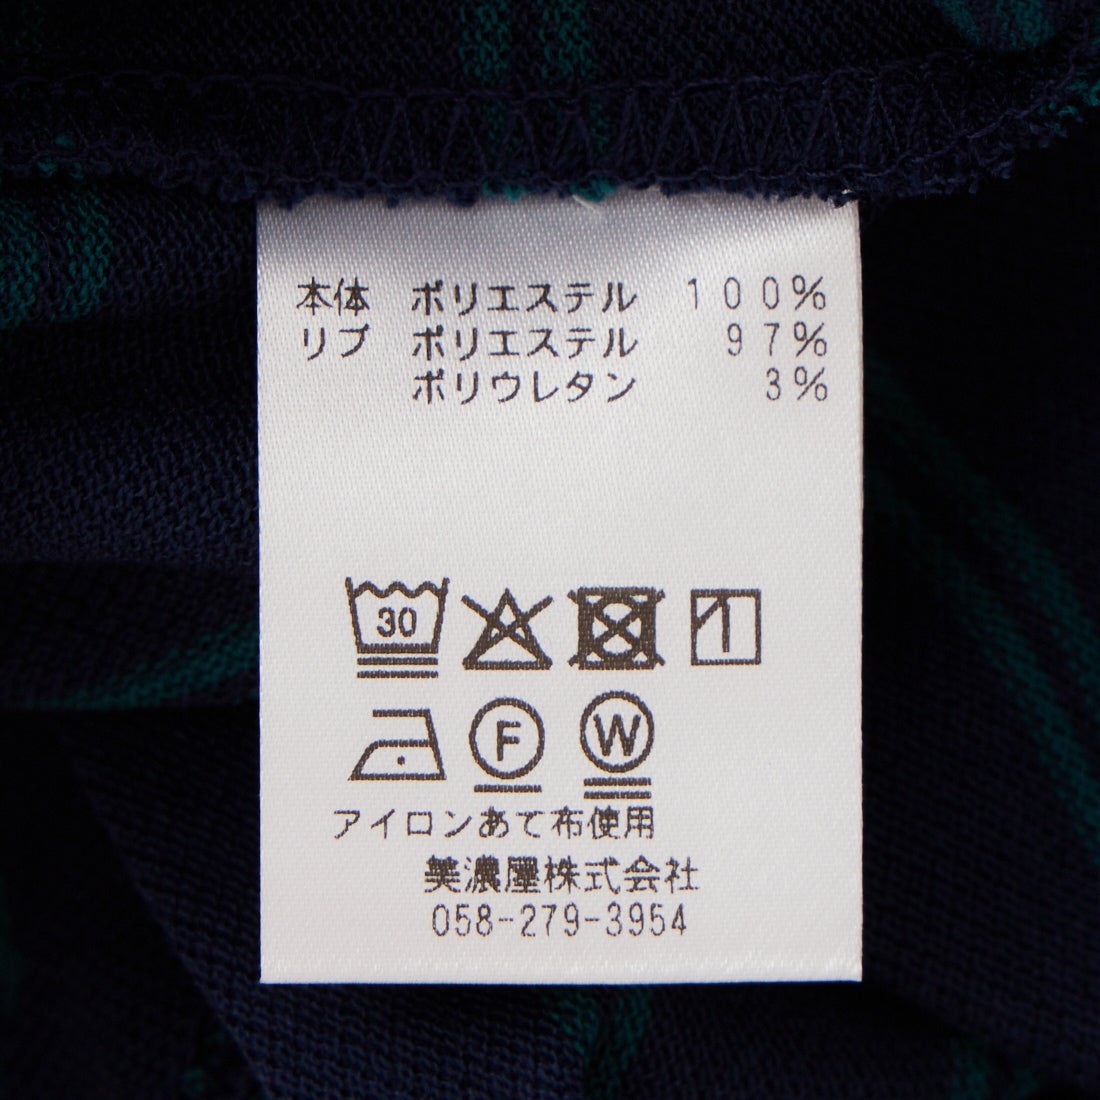 本体 ポリエステル 100%
リブ ポリエステル 97%
ポリウレタン 3%
30
F W
アイロンあて布使用
美濃屋株式会社
058-279-3954